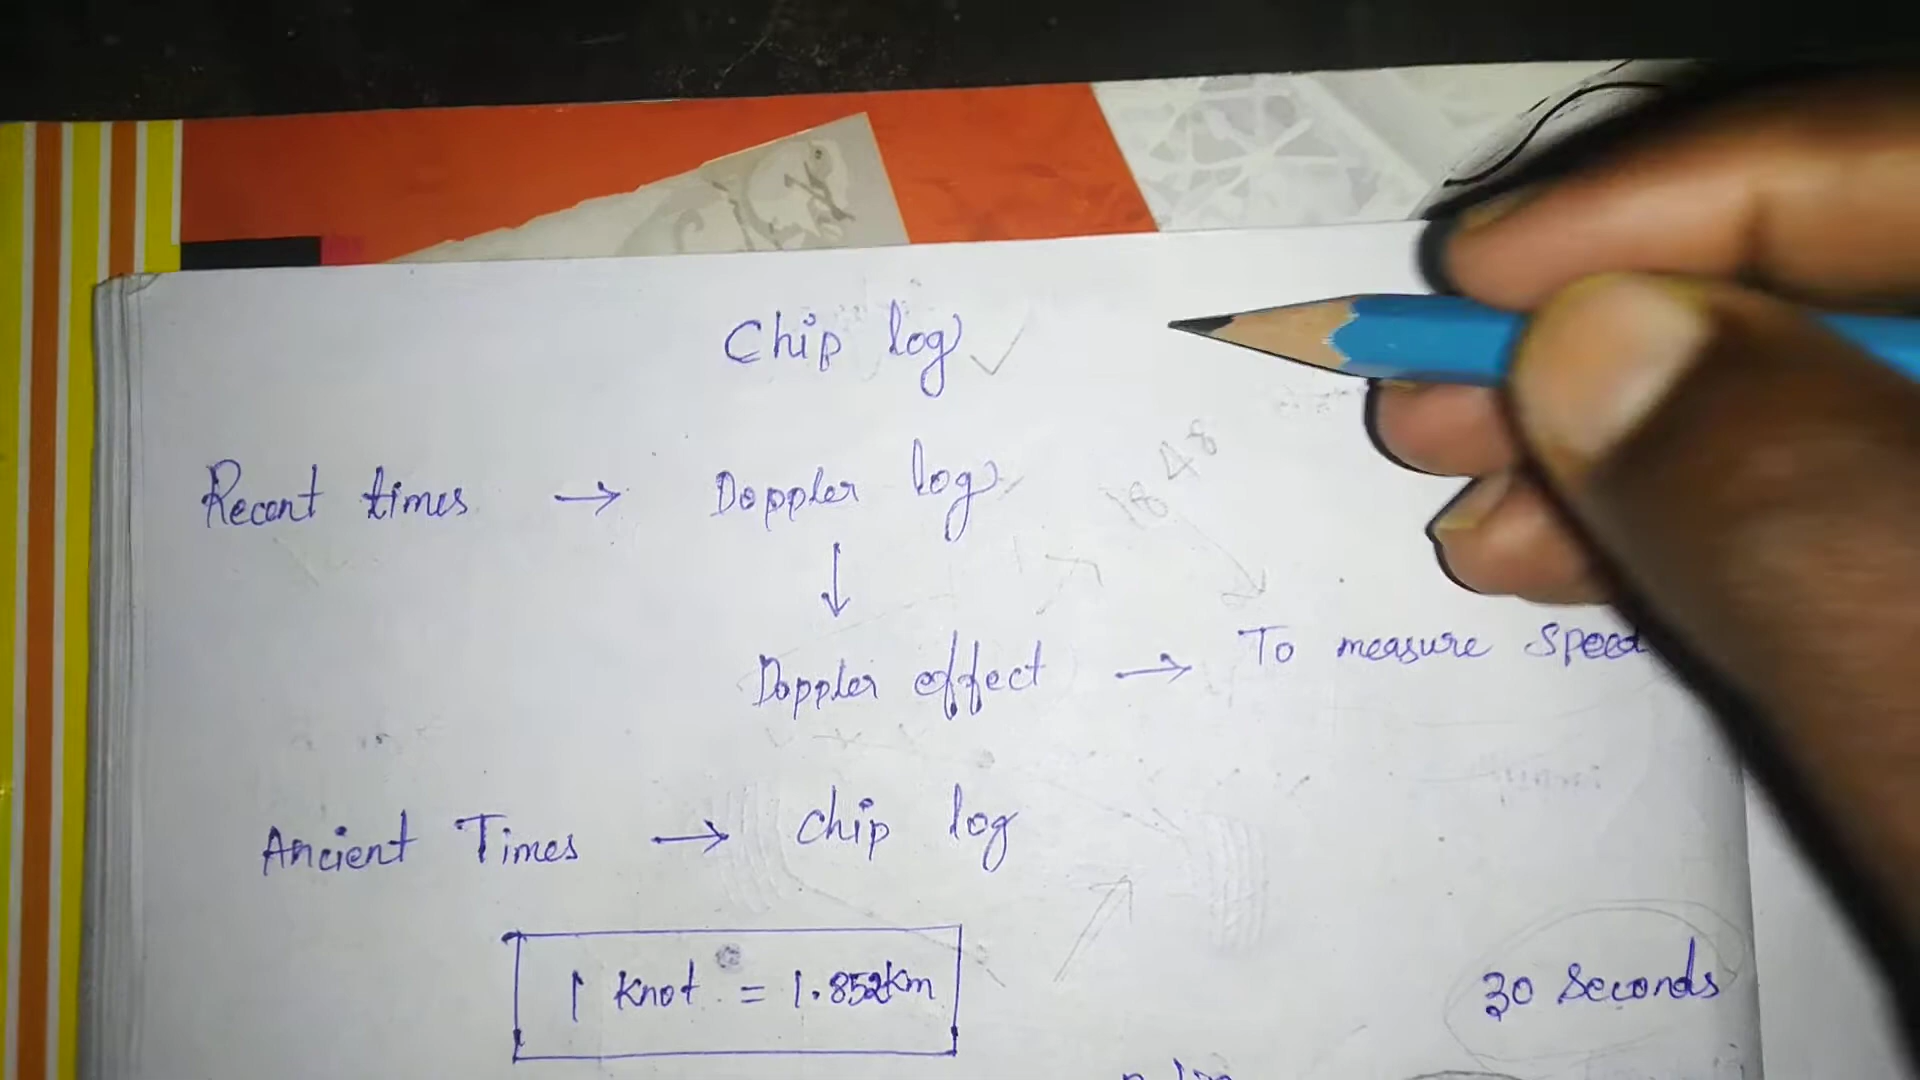 Chip log
Recent times → Doppler log
↓
Doppler effect → To measure Speed
Ancient Times → chip log
1 Knot = 1.852km
30 Seconds